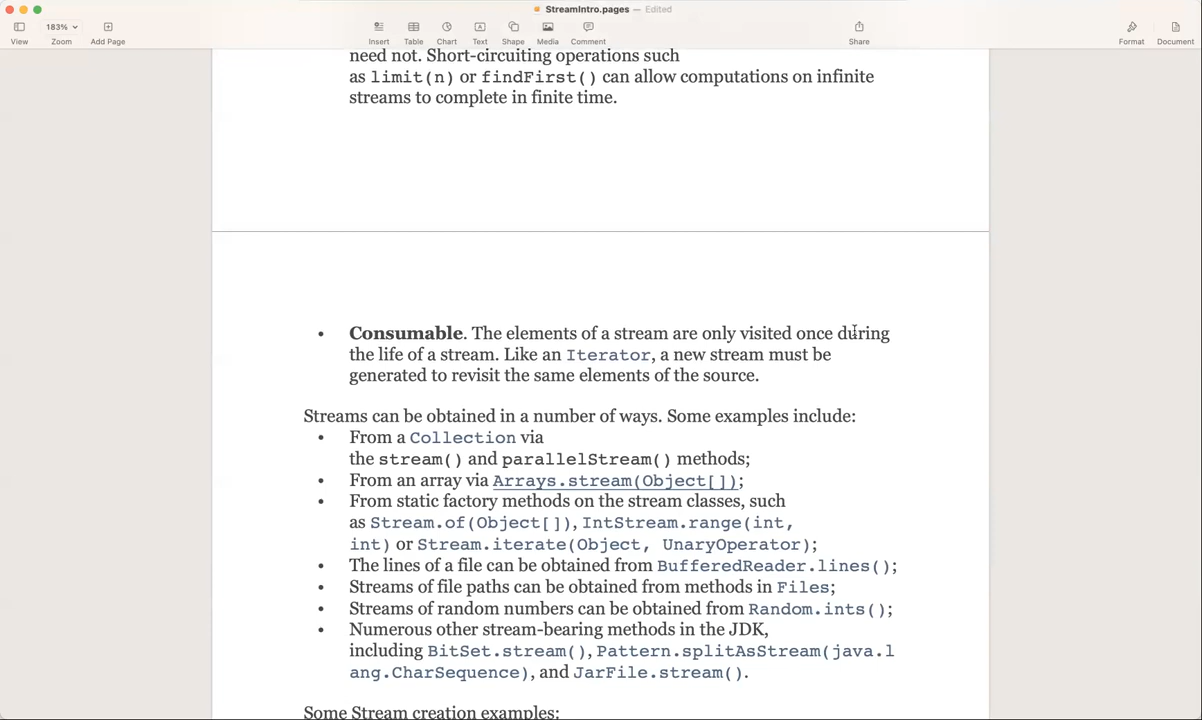 StreamIntro.pages — Edited
183%
View Zoom Add Page Insert Table Chart Text Shape Media Comment Share Format Document
need not. Short-circuiting operations such
as limit(n) or findFirst() can allow computations on infinite
streams to complete in finite time.
• Consumable. The elements of a stream are only visited once during
the life of a stream. Like an Iterator, a new stream must be
generated to revisit the same elements of the source.
Streams can be obtained in a number of ways. Some examples include:
• From a Collection via
the stream() and parallelStream() methods;
• From an array via Arrays.stream(Object[]);
• From static factory methods on the stream classes, such
as Stream.of(Object[]), IntStream.range(int,
int) or Stream.iterate(Object, UnaryOperator);
• The lines of a file can be obtained from BufferedReader.lines();
• Streams of file paths can be obtained from methods in Files;
• Streams of random numbers can be obtained from Random.ints();
• Numerous other stream-bearing methods in the JDK,
including BitSet.stream(), Pattern.splitAsStream(java.l
ang.CharSequence), and JarFile.stream().
Some Stream creation examples: